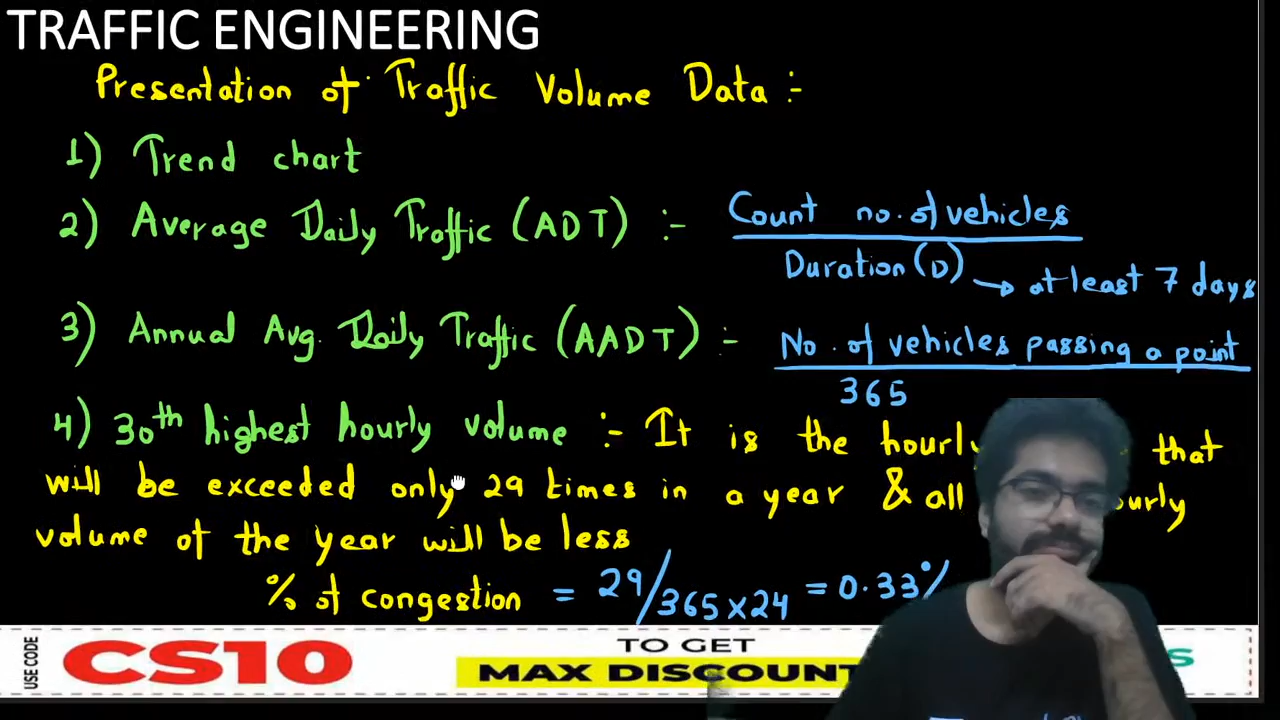 TRAFFIC ENGINEERING
Presentation of Traffic Volume Data :-
1) Trend chart
2) Average Daily Traffic (ADT) :- Count no. of vehicles
Duration (D) → at least 7 days
3) Annual Avg. Daily Traffic (AADT) :- No. of vehicles passing a point
365
4) 30th highest hourly volume :- It is the hourly that
will be exceeded only 29 times in a year & all
volume of the year will be less
% of congestion = 29/365×24 = 0.33%
USE CODE
CS10
TO GET
MAX DISCOUNT